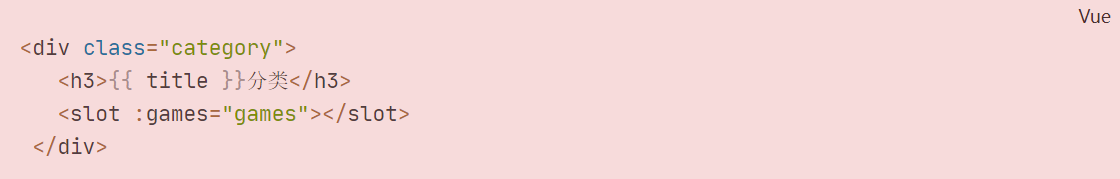 Vue
<div class="category">
<h3>{{ title }}分类</h3>
<slot :games="games"></slot>
</div>